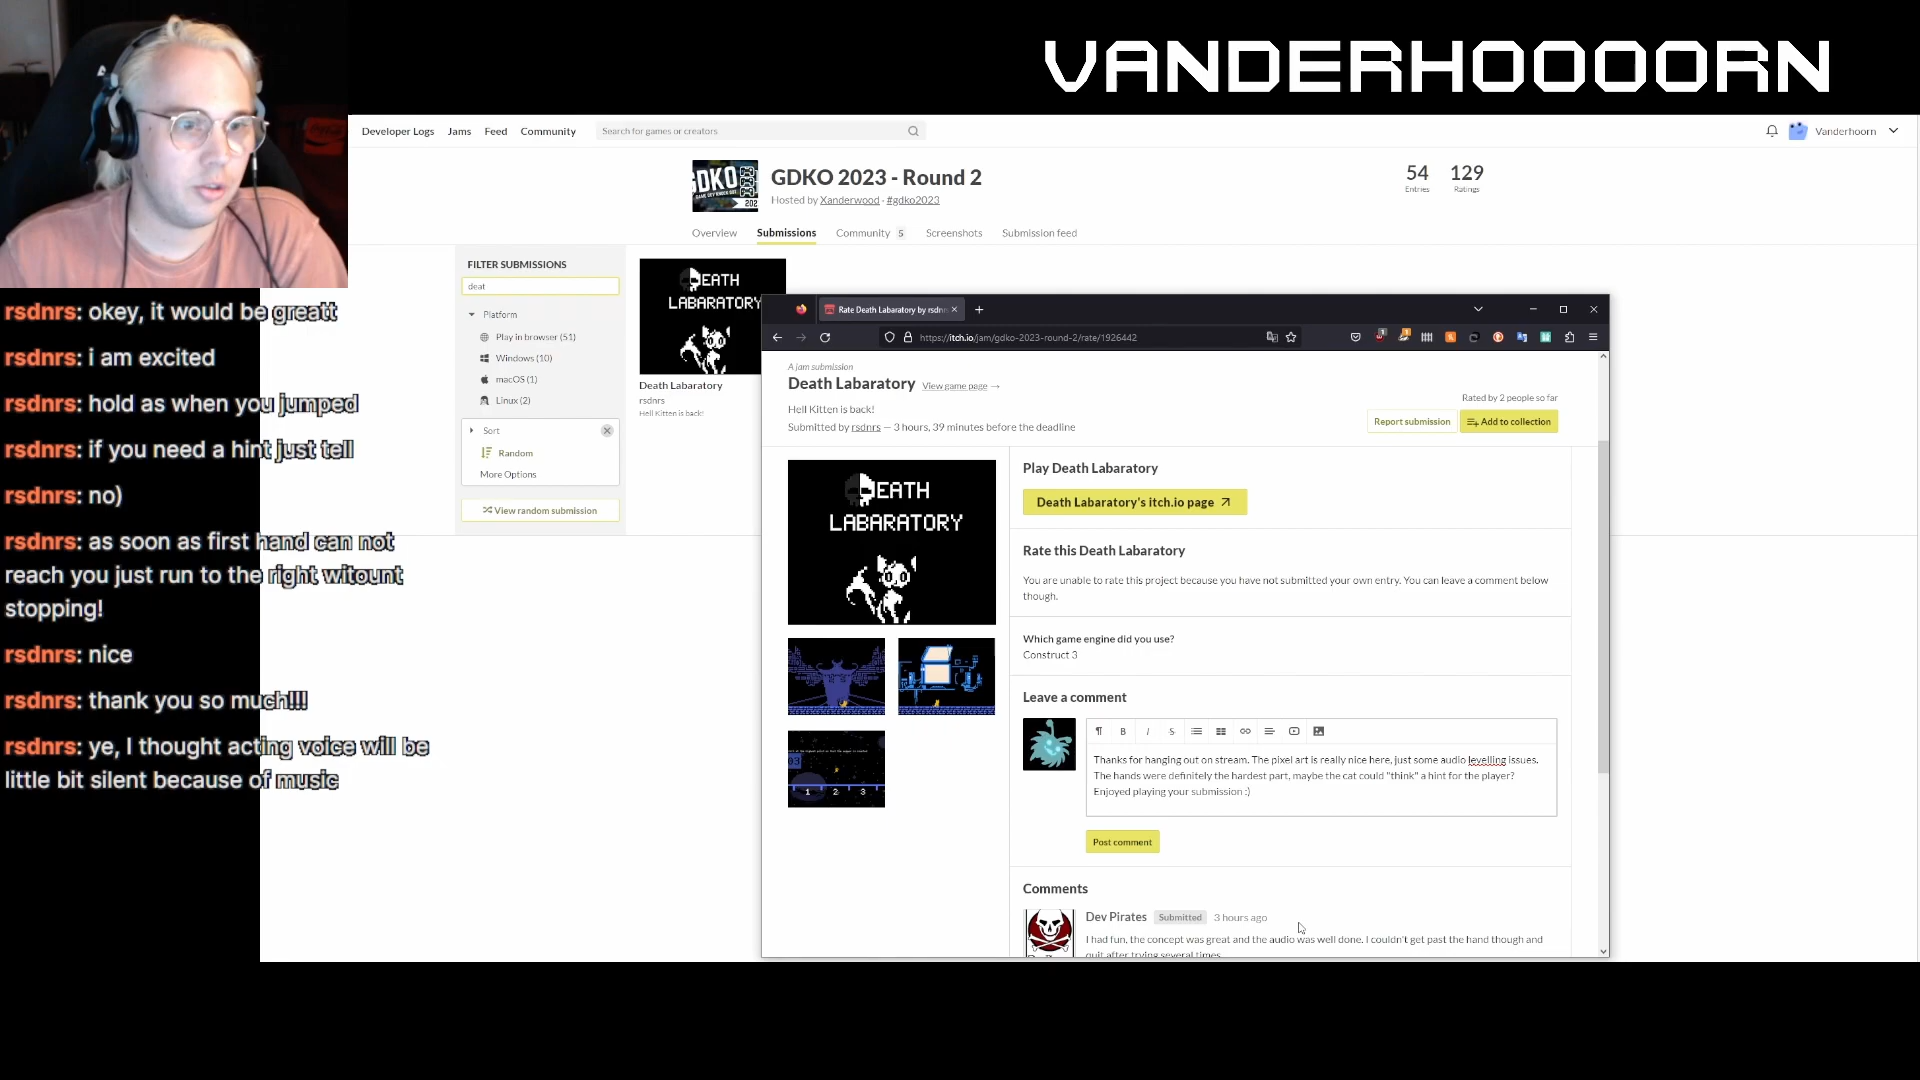 VANDERHOOOORN
Developer Logs Jams Feed Community
Search for games or creators
Vanderhoorn
GDKO 2023 - Round 2
Hosted by Xanderwood · #gdko2023
54 Entries
129 Ratings
Overview Submissions Community 5 Screenshots Submission feed
FILTER SUBMISSIONS
deat
Platform
Play in browser (51)
Windows (10)
macOS (1)
Linux (2)
Sort
Random
More Options
View random submission
DEATH
LABARATORY
Death Labaratory
rsdnrs
Hell Kitten is back!
rsdnrs: okey, it would be greatt
rsdnrs: i am excited
rsdnrs: hold as when you jumped
rsdnrs: if you need a hint just tell
rsdnrs: no)
rsdnrs: as soon as first hand can not
reach you just run to the right witount
stopping!
rsdnrs: nice
rsdnrs: thank you so much!!!
rsdnrs: ye, I thought acting voice will be
little bit silent because of music
Rate Death Labaratory by rsdnr
https://itch.io/jam/gdko-2023-round-2/rate/1926442
A jam submission
Death Labaratory View game page →
Hell Kitten is back!
Submitted by rsdnrs — 3 hours, 39 minutes before the deadline
Rated by 2 people so far
Report submission
Add to collection
DEATH
LABARATORY
1 2 3
Play Death Labaratory
Death Labaratory's itch.io page
Rate this Death Labaratory
You are unable to rate this project because you have not submitted your own entry. You can leave a comment below
though.
Which game engine did you use?
Construct 3
Leave a comment
Thanks for hanging out on stream. The pixel art is really nice here, just some audio levelling issues.
The hands were definitely the hardest part, maybe the cat could "think" a hint for the player?
Enjoyed playing your submission :)
Post comment
Comments
Dev Pirates Submitted 3 hours ago
I had fun, the concept was great and the audio was well done. I couldn't get past the hand though and
quit after trying several times.